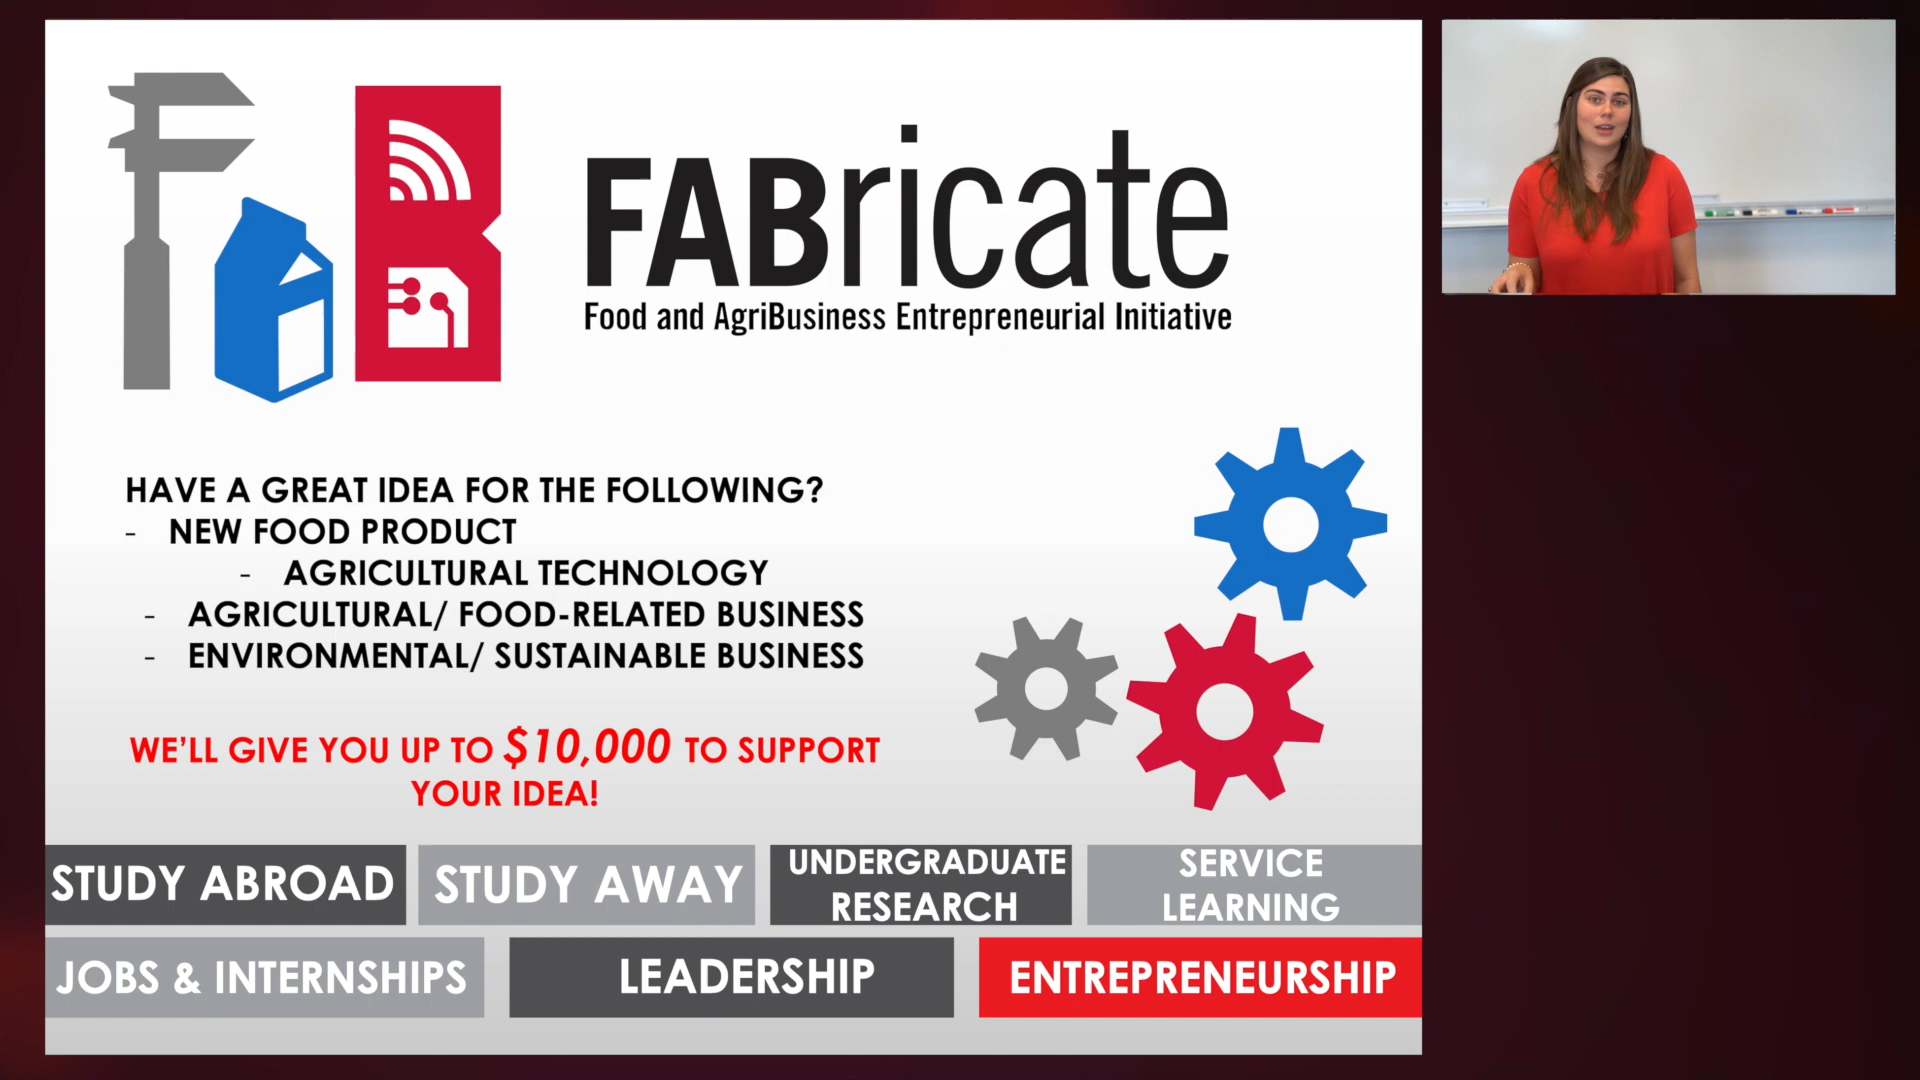 FABricate
Food and AgriBusiness Entrepreneurial Initiative
HAVE A GREAT IDEA FOR THE FOLLOWING?
- NEW FOOD PRODUCT
- AGRICULTURAL TECHNOLOGY
- AGRICULTURAL/ FOOD-RELATED BUSINESS
- ENVIRONMENTAL/ SUSTAINABLE BUSINESS
WE'LL GIVE YOU UP TO $10,000 TO SUPPORT
YOUR IDEA!
STUDY ABROAD
STUDY AWAY
UNDERGRADUATE
RESEARCH
SERVICE
LEARNING
JOBS & INTERNSHIPS
LEADERSHIP
ENTREPRENEURSHIP